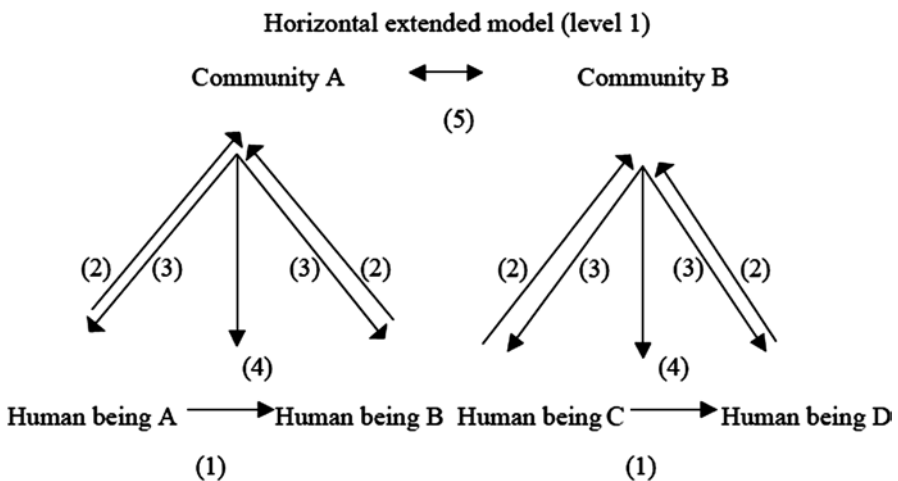 Horizontal extended model (level 1)
Community A Community B
(5)
(2) (3) (3) (2) (2) (3) (3) (2)
(4) (4)
Human being A Human being B Human being C Human being D
(1) (1)